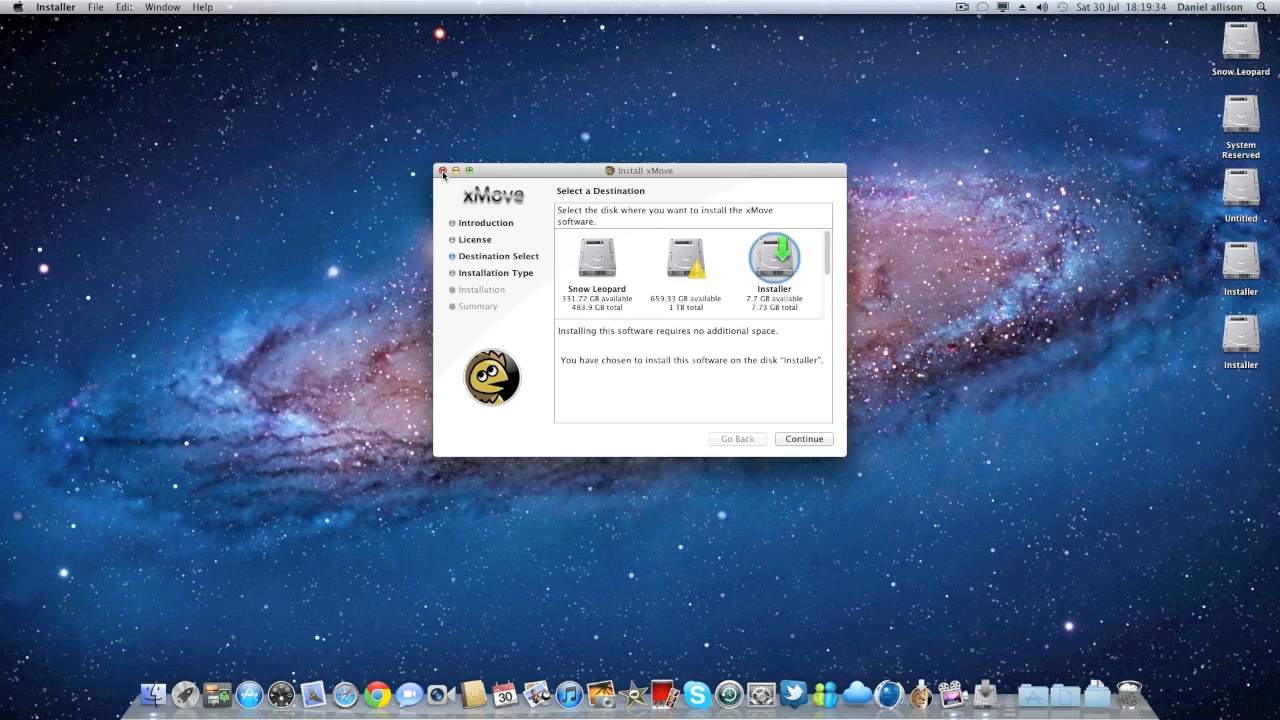 Installer File Edit Window Help
Sat 30 Jul 18:19:34 Daniel allison
Snow Leopard
System
Reserved
Untitled
Installer
Installer
Install xMove
xMove
Introduction
License
Destination Select
Installation Type
Installation
Summary
Select a Destination
Select the disk where you want to install the xMove
software.
Snow Leopard
331.72 GB available
483.9 GB total
659.33 GB available
1 TB total
Installer
7.7 GB available
7.73 GB total
Installing this software requires no additional space.
You have chosen to install this software on the disk “Installer”.
Go Back Continue
30